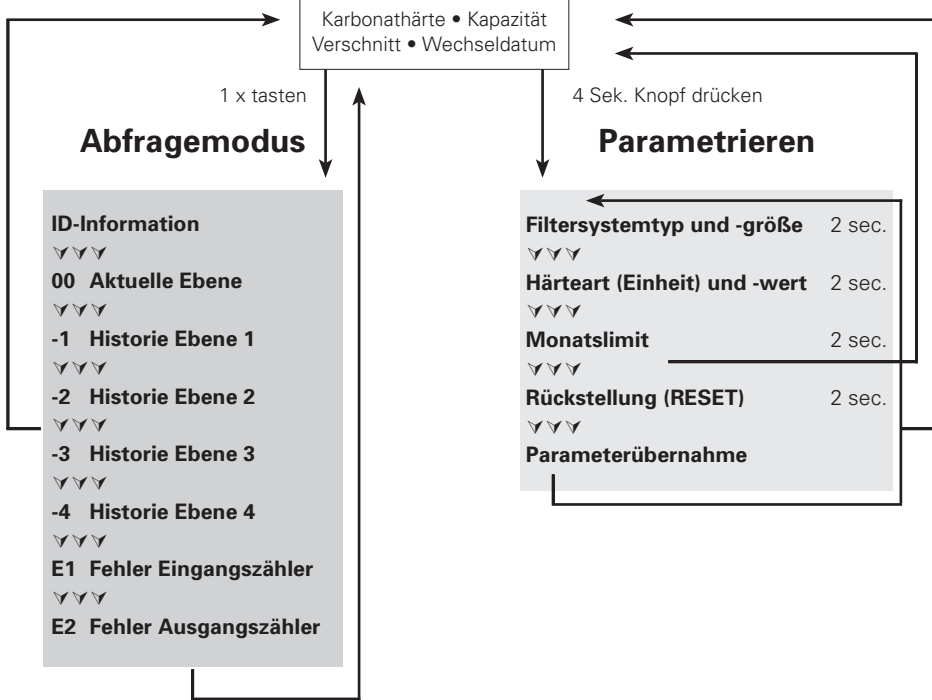 Karbonathärte • Kapazität
Verschnitt • Wechseldatum
1 x tasten
4 Sek. Knopf drücken
Abfragemodus
Parametrieren
ID-Information
00 Aktuelle Ebene
-1 Historie Ebene 1
-2 Historie Ebene 2
-3 Historie Ebene 3
-4 Historie Ebene 4
E1 Fehler Eingangszähler
E2 Fehler Ausgangszähler
Filtersystemtyp und -größe 2 sec.
Härteart (Einheit) und -wert 2 sec.
Monatslimit 2 sec.
Rückstellung (RESET) 2 sec.
Parameterübernahme